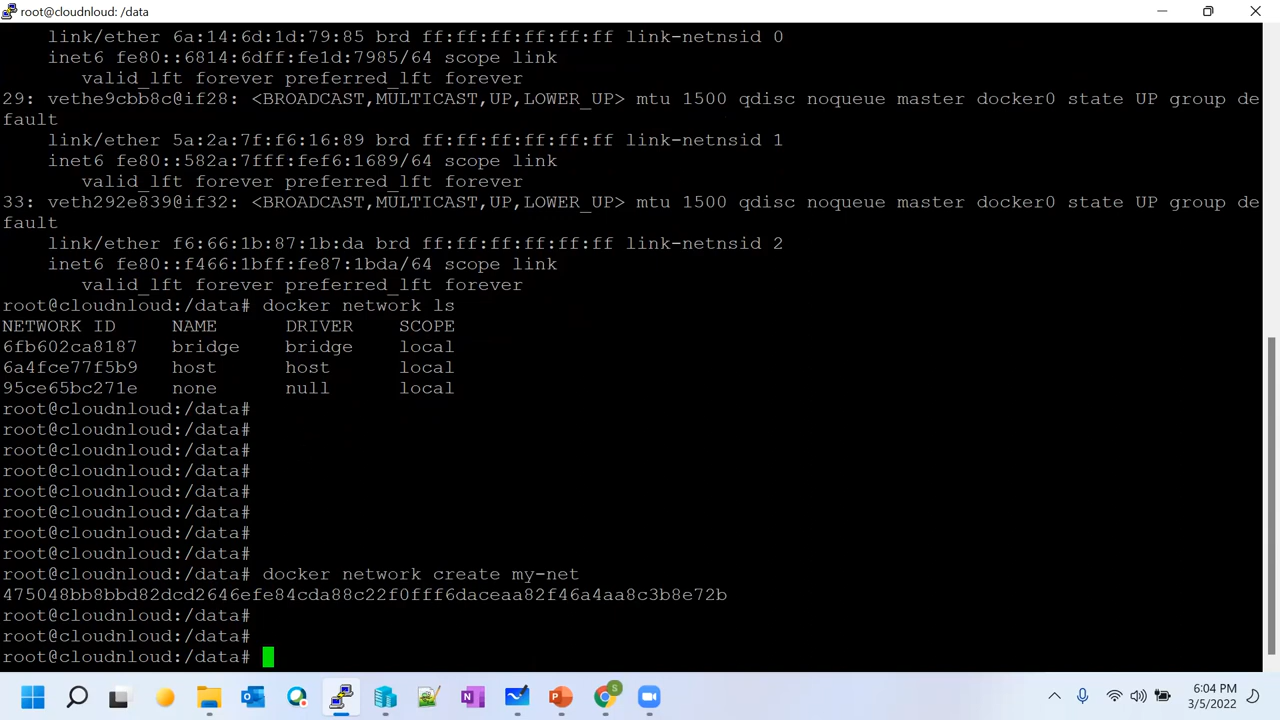 root@cloudnloud: /data
    link/ether 6a:14:6d:1d:79:85 brd ff:ff:ff:ff:ff:ff link-netnsid 0
    inet6 fe80::6814:6dff:fe1d:7985/64 scope link
       valid_lft forever preferred_lft forever
29: vethe9cbb8c@if28: <BROADCAST,MULTICAST,UP,LOWER_UP> mtu 1500 qdisc noqueue master docker0 state UP group de
fault
    link/ether 5a:2a:7f:f6:16:89 brd ff:ff:ff:ff:ff:ff link-netnsid 1
    inet6 fe80::582a:7fff:fef6:1689/64 scope link
       valid_lft forever preferred_lft forever
33: veth292e839@if32: <BROADCAST,MULTICAST,UP,LOWER_UP> mtu 1500 qdisc noqueue master docker0 state UP group de
fault
    link/ether f6:66:1b:87:1b:da brd ff:ff:ff:ff:ff:ff link-netnsid 2
    inet6 fe80::f466:1bff:fe87:1bda/64 scope link
       valid_lft forever preferred_lft forever
root@cloudnloud:/data# docker network ls
NETWORK ID     NAME      DRIVER    SCOPE
6fb602ca8187   bridge    bridge    local
6a4fce77f5b9   host      host      local
95ce65bc271e   none      null      local
root@cloudnloud:/data#
root@cloudnloud:/data#
root@cloudnloud:/data#
root@cloudnloud:/data#
root@cloudnloud:/data#
root@cloudnloud:/data#
root@cloudnloud:/data#
root@cloudnloud:/data#
root@cloudnloud:/data# docker network create my-net
475048bb8bbd82dcd2646efe84cda88c22f0fff6daceaa82f46a4aa8c3b8e72b
root@cloudnloud:/data#
root@cloudnloud:/data#
root@cloudnloud:/data#
6:04 PM
3/5/2022